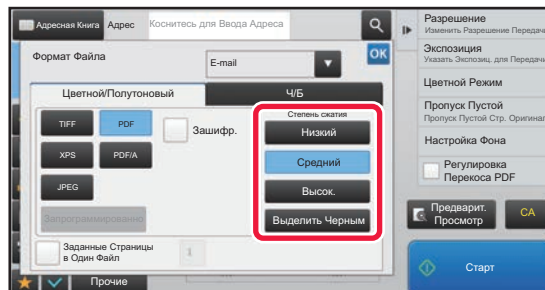 Адресная Книга
Адрес
Коснитесь для Ввода Адреса
Формат Файла
E-mail
OK
Цветной/Полутоновый
Ч/Б
TIFF
PDF
Зашифр.
XPS
PDF/A
JPEG
Запрограммированно
Степень сжатия
Низкий
Средний
Высок.
Выделить Черным
Заданные Страницы
в Один Файл
1
Прочие
Разрешение
Изменить Разрешение Передачи
Экспозиция
Указать Экспозиц. для Передачи
Цветной Режим
Пропуск Пустой
Пропуск Пустой Стр. Оригинал
Настройка Фона
Регулировка
Перекоса PDF
Предварит.
Просмотр
CA
Старт